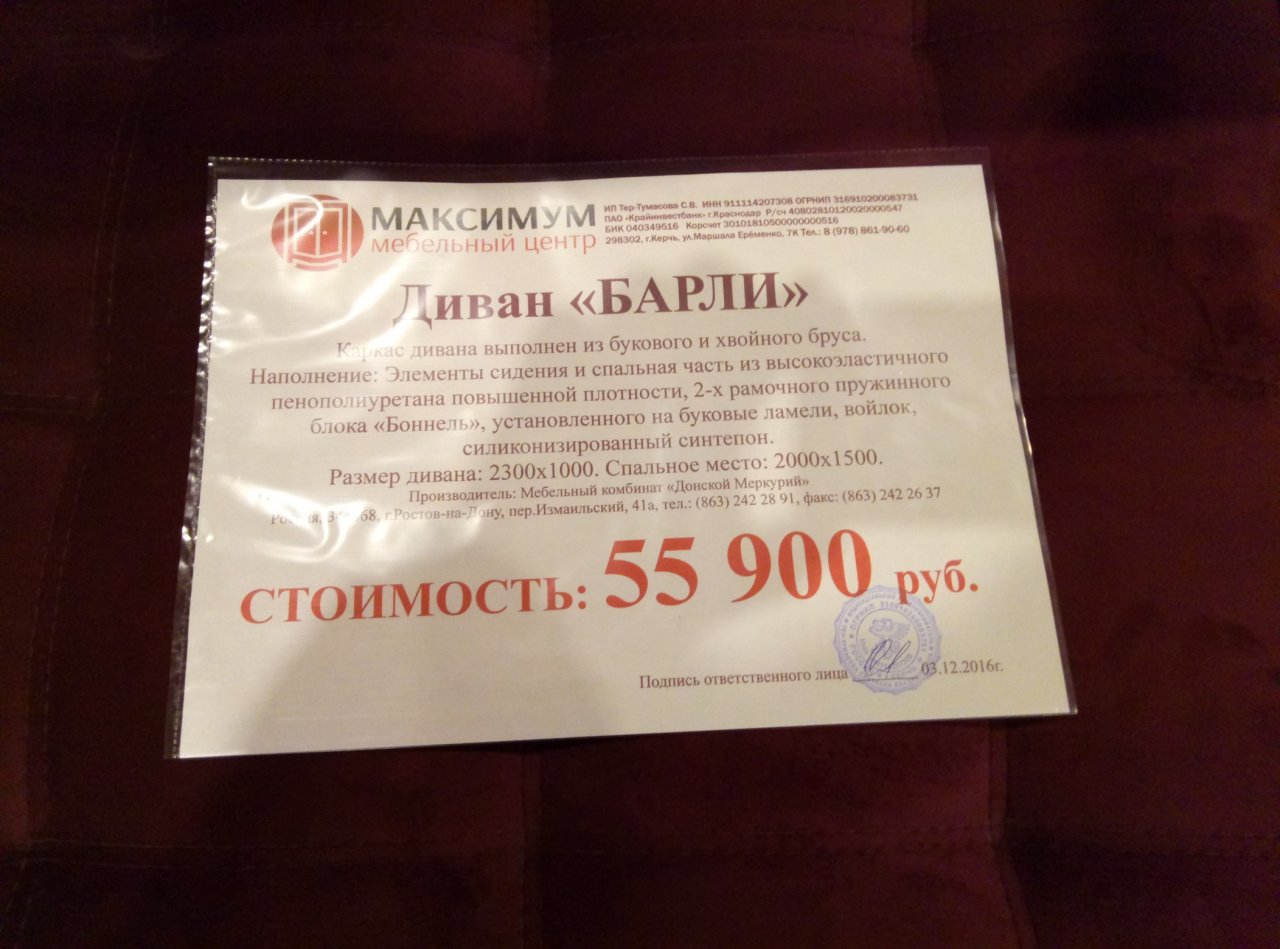 МАКСИМУМ
мебельный центр
ИП Тер-Тумасова С.В. ИНН 911114207308 ОГРНИП 316910200083731
ПАО «Крайинвестбанк» г.Краснодар Р/сч 40802810120020000547
БИК 040349516 Корсчет 30101810500000000516
298302, г.Керчь, ул.Маршала Ерёменко, 7К Тел.: 8 (978) 861-90-60
Диван «БАРЛИ»
Каркас дивана выполнен из букового и хвойного бруса.
Наполнение: Элементы сидения и спальная часть из высокоэластичного
пенополиуретана повышенной плотности, 2-х рамочного пружинного
блока «Боннель», установленного на буковые ламели, войлок,
силиконизированный синтепон.
Размер дивана: 2300х1000. Спальное место: 2000х1500.
Производитель: Мебельный комбинат «Донской Меркурий»
Россия, г.Ростов-на-Дону, пер.Измаильский, 41а, тел.: (863) 242 28 91, факс: (863) 242 26 37
СТОИМОСТЬ: 55 900 руб.
Подпись ответственного лица 03.12.2016г.